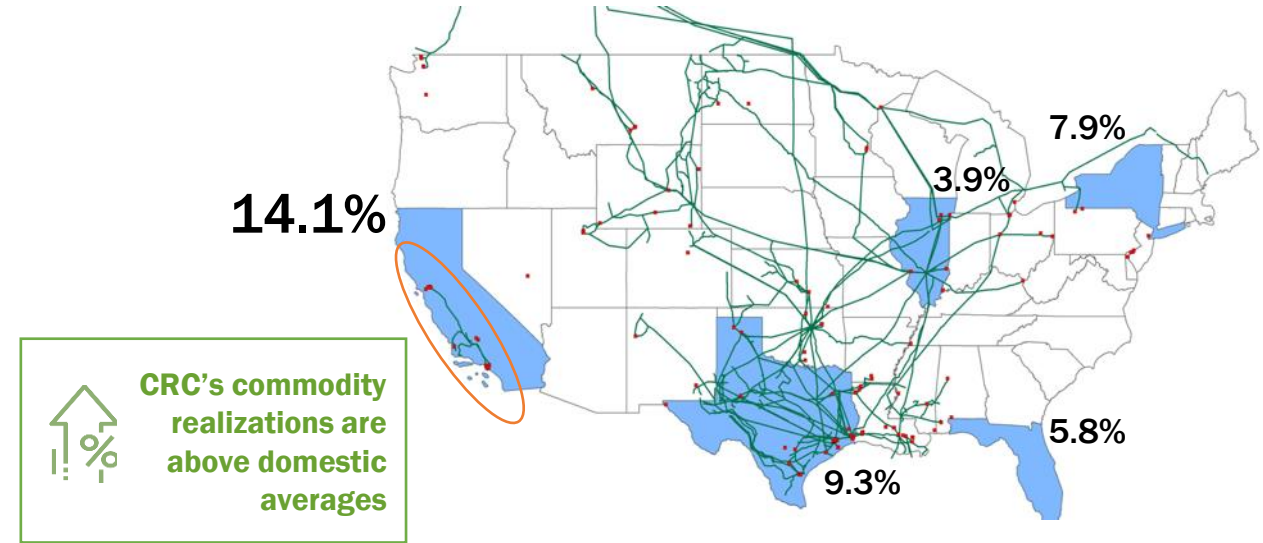 7.9%
3.9%
14.1%
CRC’s commodity
realizations are
above domestic
averages
%
5.8%
9.3%